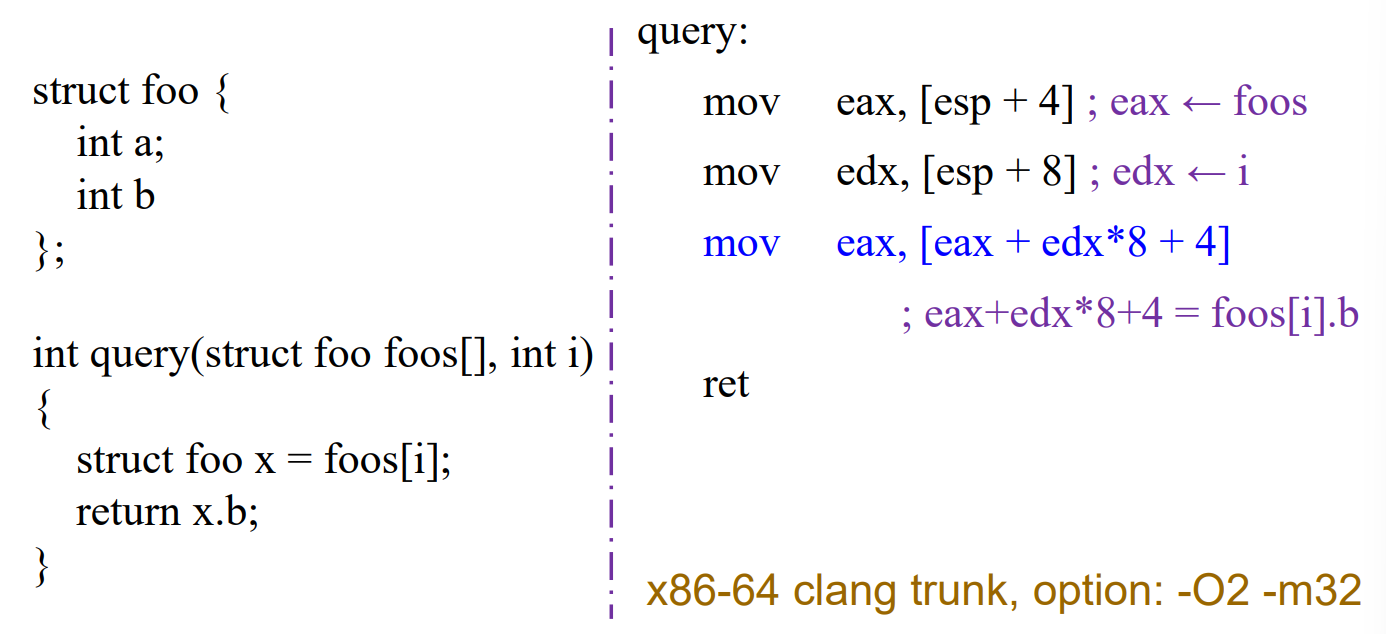 struct foo {
int a;
int b
};
int query(struct foo foos[], int i)
{
struct foo x = foos[i];
return x.b;
}
query:
mov eax, [esp + 4] ; eax ← foos
mov edx, [esp + 8] ; edx ← i
mov eax, [eax + edx*8 + 4]
; eax+edx*8+4 = foos[i].b
ret
x86-64 clang trunk, option: -O2 -m32